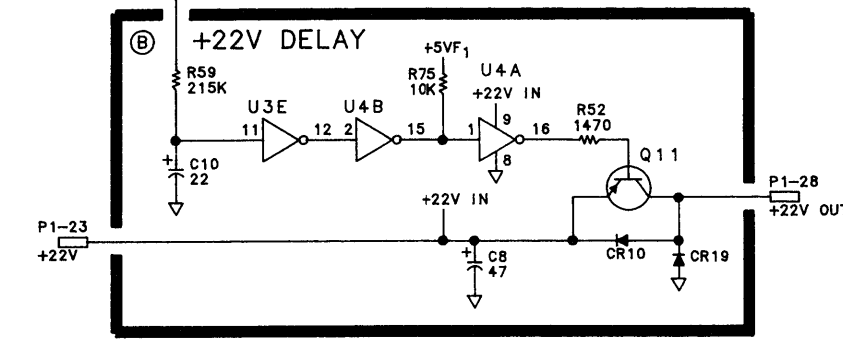 B +22V DELAY
+5VF1
R59
215K
R75
10K
U4A
+22V IN
U3E
U4B
R52
1470
11
12
2
15
1
9
8
16
Q11
+
C10
22
P1-28
+22V OUT
+22V IN
P1-23
+22V
+
C8
47
CR10
CR19